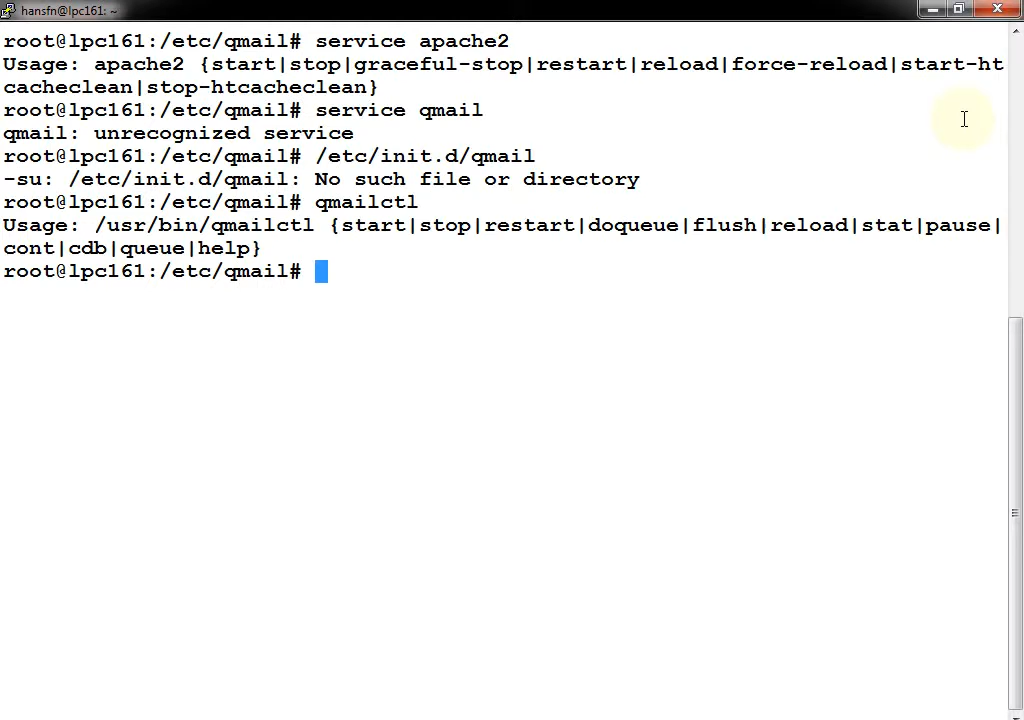 hansfn@lpc161: ~
root@lpc161:/etc/qmail# service apache2
Usage: apache2 {start|stop|graceful-stop|restart|reload|force-reload|start-ht
cacheclean|stop-htcacheclean}
root@lpc161:/etc/qmail# service qmail
qmail: unrecognized service
root@lpc161:/etc/qmail# /etc/init.d/qmail
-su: /etc/init.d/qmail: No such file or directory
root@lpc161:/etc/qmail# qmailctl
Usage: /usr/bin/qmailctl {start|stop|restart|doqueue|flush|reload|stat|pause|
cont|cdb|queue|help}
root@lpc161:/etc/qmail#